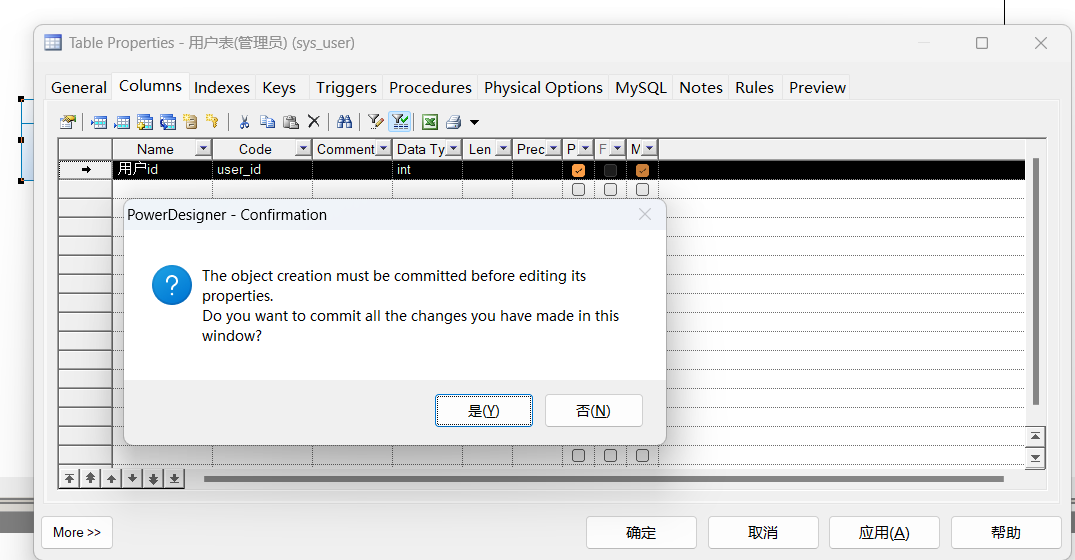 Table Properties - 用户表(管理员) (sys_user)
General Columns Indexes Keys Triggers Procedures Physical Options MySQL Notes Rules Preview
Name Code Comment Data Ty Len Prec P F M
用户id user_id int
PowerDesigner - Confirmation
The object creation must be committed before editing its
properties.
Do you want to commit all the changes you have made in this
window?
是(Y) 否(N)
More >> 确定 取消 应用(A) 帮助